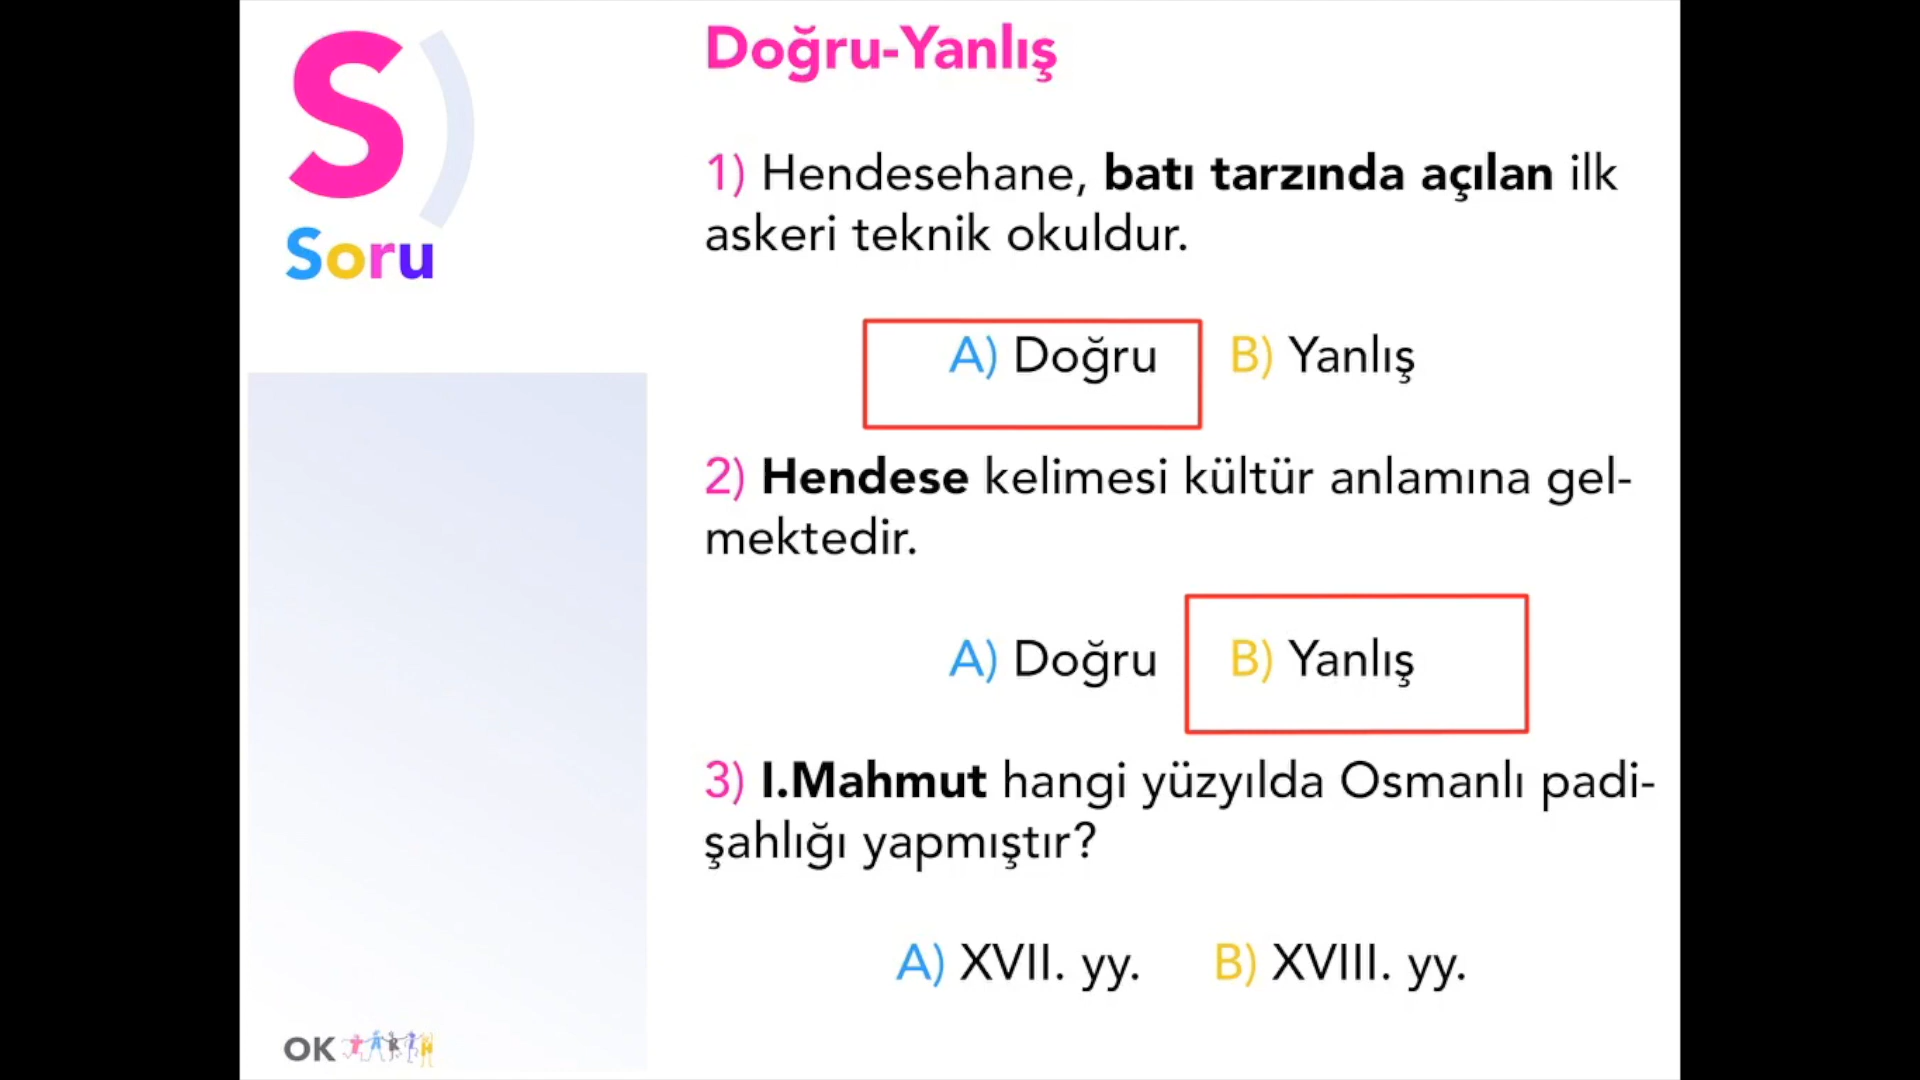 S)
Soru
Doğru-Yanlış
1) Hendesehane, batı tarzında açılan ilk
askeri teknik okuldur.
A) Doğru B) Yanlış
2) Hendese kelimesi kültür anlamına gel-
mektedir.
A) Doğru B) Yanlış
3) I.Mahmut hangi yüzyılda Osmanlı padi-
şahlığı yapmıştır?
A) XVII. yy. B) XVIII. yy.
OK TARİH